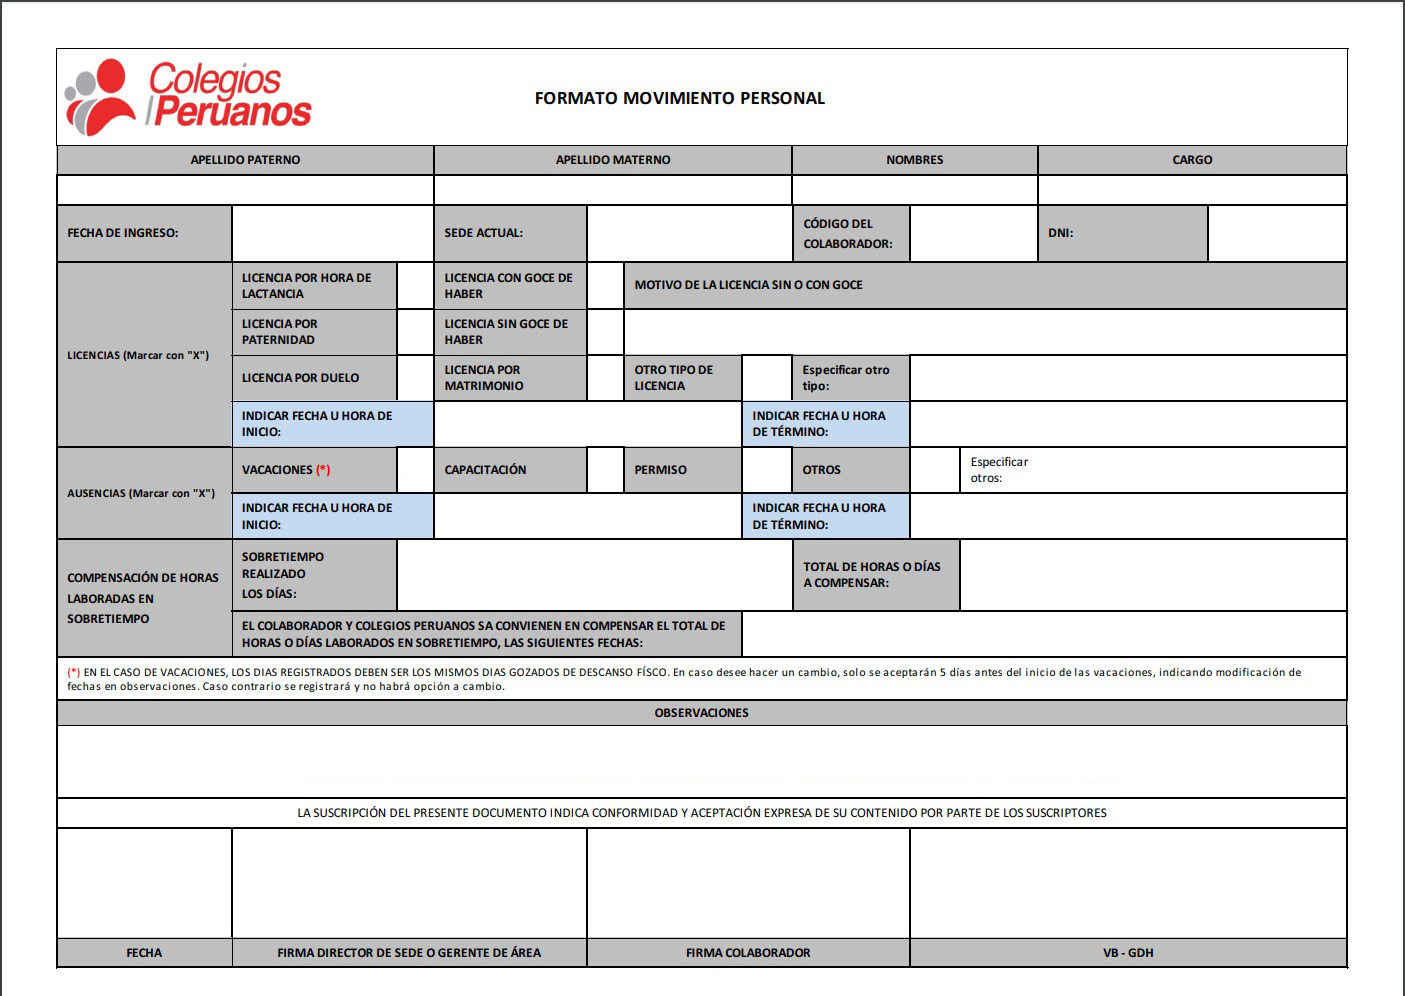 Colegios
Peruanos
FORMATO MOVIMIENTO PERSONAL
APELLIDO PATERNO
APELLIDO MATERNO
NOMBRES
CARGO
FECHA DE INGRESO:
SEDE ACTUAL:
CÓDIGO DEL
COLABORADOR:
DNI:
LICENCIAS (Marcar con "X")
LICENCIA POR HORA DE
LACTANCIA
LICENCIA CON GOCE DE
HABER
MOTIVO DE LA LICENCIA SIN O CON GOCE
LICENCIA POR
PATERNIDAD
LICENCIA SIN GOCE DE
HABER
LICENCIA POR DUELO
LICENCIA POR
MATRIMONIO
OTRO TIPO DE
LICENCIA
Especificar otro
tipo:
INDICAR FECHA U HORA DE
INICIO:
INDICAR FECHA U HORA
DE TÉRMINO:
AUSENCIAS (Marcar con "X")
VACACIONES (*)
CAPACITACIÓN
PERMISO
OTROS
Especificar
otros:
INDICAR FECHA U HORA DE
INICIO:
INDICAR FECHA U HORA
DE TÉRMINO:
COMPENSACIÓN DE HORAS
LABORADAS EN
SOBRETIEMPO
SOBRETIEMPO
REALIZADO
LOS DÍAS:
TOTAL DE HORAS O DÍAS
A COMPENSAR:
EL COLABORADOR Y COLEGIOS PERUANOS SA CONVIENEN EN COMPENSAR EL TOTAL DE
HORAS O DÍAS LABORADOS EN SOBRETIEMPO, LAS SIGUIENTES FECHAS:
(*) EN EL CASO DE VACACIONES, LOS DIAS REGISTRADOS DEBEN SER LOS MISMOS DIAS GOZADOS DE DESCANSO FÍSCO. En caso desee hacer un cambio, solo se aceptarán 5 días antes del inicio de las vacaciones, indicando modificación de
fechas en observaciones. Caso contrario se registrará y no habrá opción a cambio.
OBSERVACIONES
LA SUSCRIPCIÓN DEL PRESENTE DOCUMENTO INDICA CONFORMIDAD Y ACEPTACIÓN EXPRESA DE SU CONTENIDO POR PARTE DE LOS SUSCRIPTORES
FECHA
FIRMA DIRECTOR DE SEDE O GERENTE DE ÁREA
FIRMA COLABORADOR
VB - GDH